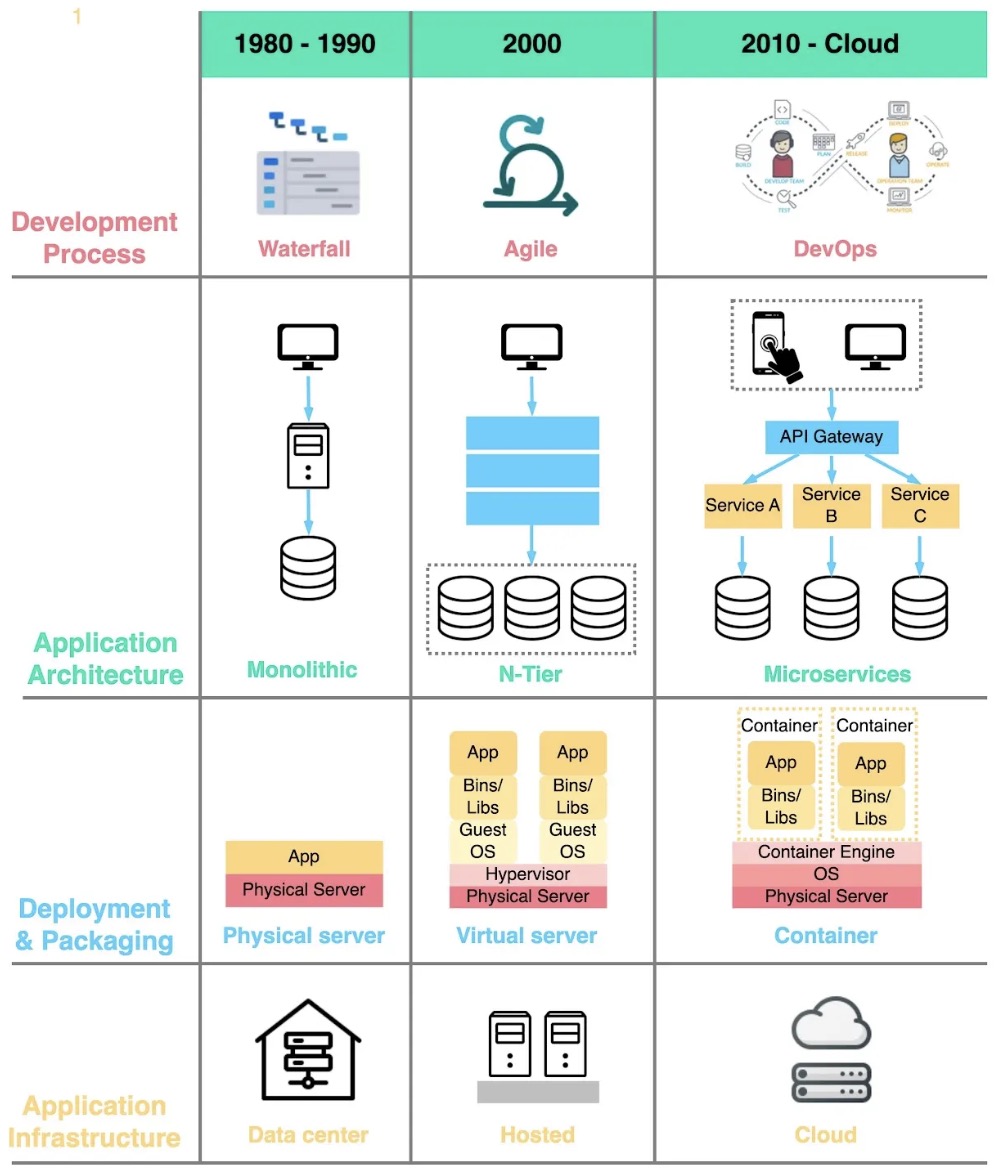 1
1980 - 1990
2000
2010 - Cloud
CODE
BUILD
PLAN
DEVELOP TEAM
TEST
RELEASE
DEPLOY
OPERATION TEAM
OPERATE
MONITOR
Development
Process
Waterfall
Agile
DevOps
API Gateway
Service A
Service
B
Service
C
Application
Architecture
Monolithic
N-Tier
Microservices
App
Physical Server
App
App
Bins/
Libs
Bins/
Libs
Guest
OS
Guest
OS
Hypervisor
Physical Server
Container
Container
App
App
Bins/
Libs
Bins/
Libs
Container Engine
OS
Physical Server
Deployment
& Packaging
Physical server
Virtual server
Container
Application
Infrastructure
Data center
Hosted
Cloud